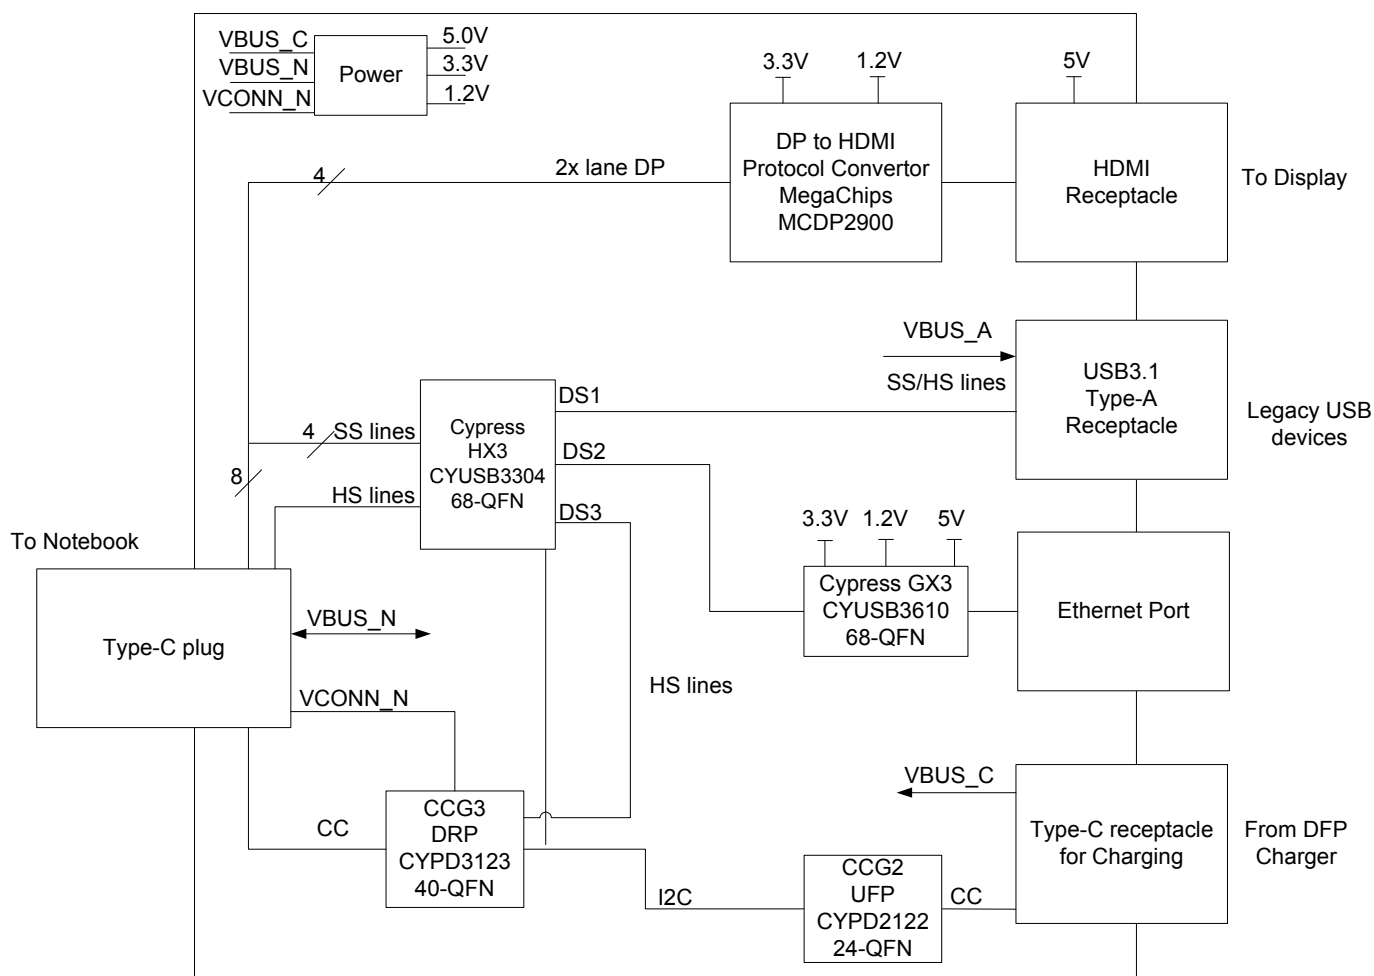 VBUS_C
VBUS_N
VCONN_N
Power
5.0V
3.3V
1.2V
3.3V
1.2V
5V
4
2x lane DP
DP to HDMI
Protocol Convertor
MegaChips
MCDP2900
HDMI
Receptacle
To Display
VBUS_A
SS/HS lines
USB3.1
Type-A
Receptacle
Legacy USB
devices
4
SS lines
8
HS lines
Cypress
HX3
CYUSB3304
68-QFN
DS1
DS2
DS3
3.3V
1.2V
5V
Cypress GX3
CYUSB3610
68-QFN
Ethernet Port
To Notebook
Type-C plug
VBUS_N
VCONN_N
HS lines
CC
CCG3
DRP
CYPD3123
40-QFN
I2C
CCG2
UFP
CYPD2122
24-QFN
CC
VBUS_C
Type-C receptacle
for Charging
From DFP
Charger